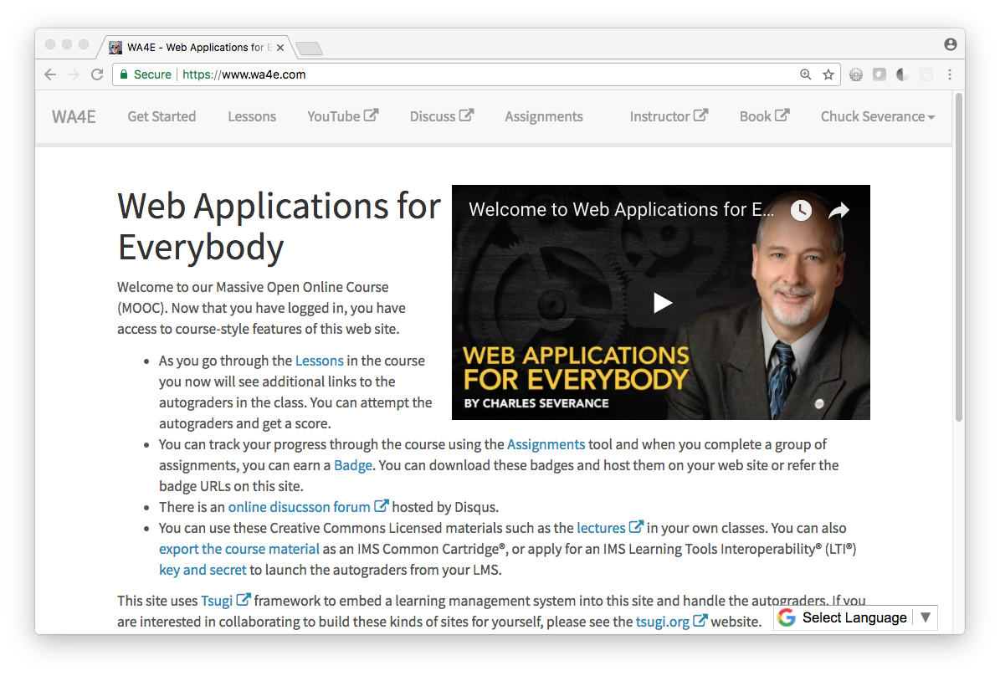 WA4E - Web Applications for E
Secure | https://www.wa4e.com
WA4E Get Started Lessons YouTube Discuss Assignments Instructor Book Chuck Severance
Web Applications for
Everybody
Welcome to our Massive Open Online Course
(MOOC). Now that you have logged in, you have
access to course-style features of this web site.
As you go through the Lessons in the course
you now will see additional links to the
autograders in the class. You can attempt the
autograders and get a score.
Welcome to Web Applications for E...
WEB APPLICATIONS
FOR EVERYBODY
BY CHARLES SEVERANCE
You can track your progress through the course using the Assignments tool and when you complete a group of
assignments, you can earn a Badge. You can download these badges and host them on your web site or refer the
badge URLs on this site.
There is an online disucsson forum hosted by Disqus.
You can use these Creative Commons Licensed materials such as the lectures in your own classes. You can also
export the course material as an IMS Common Cartridge®, or apply for an IMS Learning Tools Interoperability® (LTI®)
key and secret to launch the autograders from your LMS.
This site uses Tsugi framework to embed a learning management system into this site and handle the autograders. If you
are interested in collaborating to build these kinds of sites for yourself, please see the tsugi.org website.
Select Language